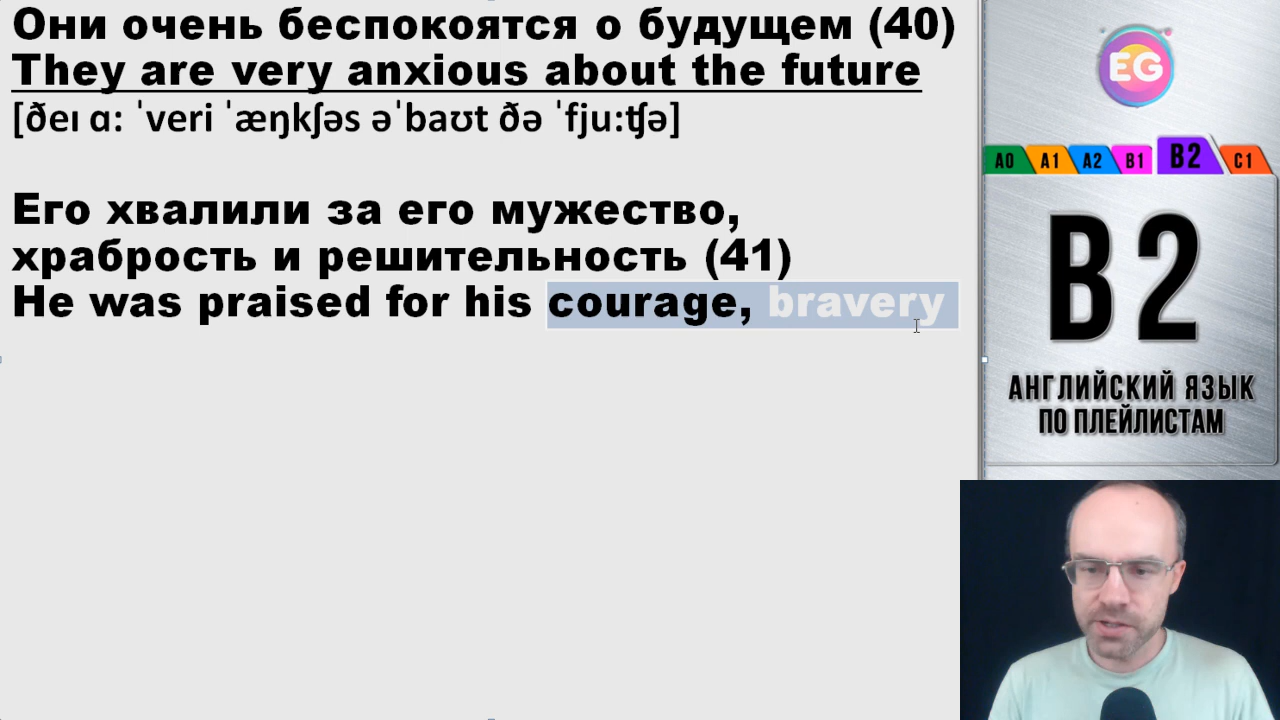 Они очень беспокоятся о будущем (40)
They are very anxious about the future
[ðeɪ ɑː ˈveri ˈæŋkʃəs əˈbaʊt ðə ˈfjuːʧə]
Его хвалили за его мужество,
храбрость и решительность (41)
He was praised for his courage, bravery
EG
A0 A1 A2 B1 B2 C1
B2
АНГЛИЙСКИЙ ЯЗЫК
ПО ПЛЕЙЛИСТАМ